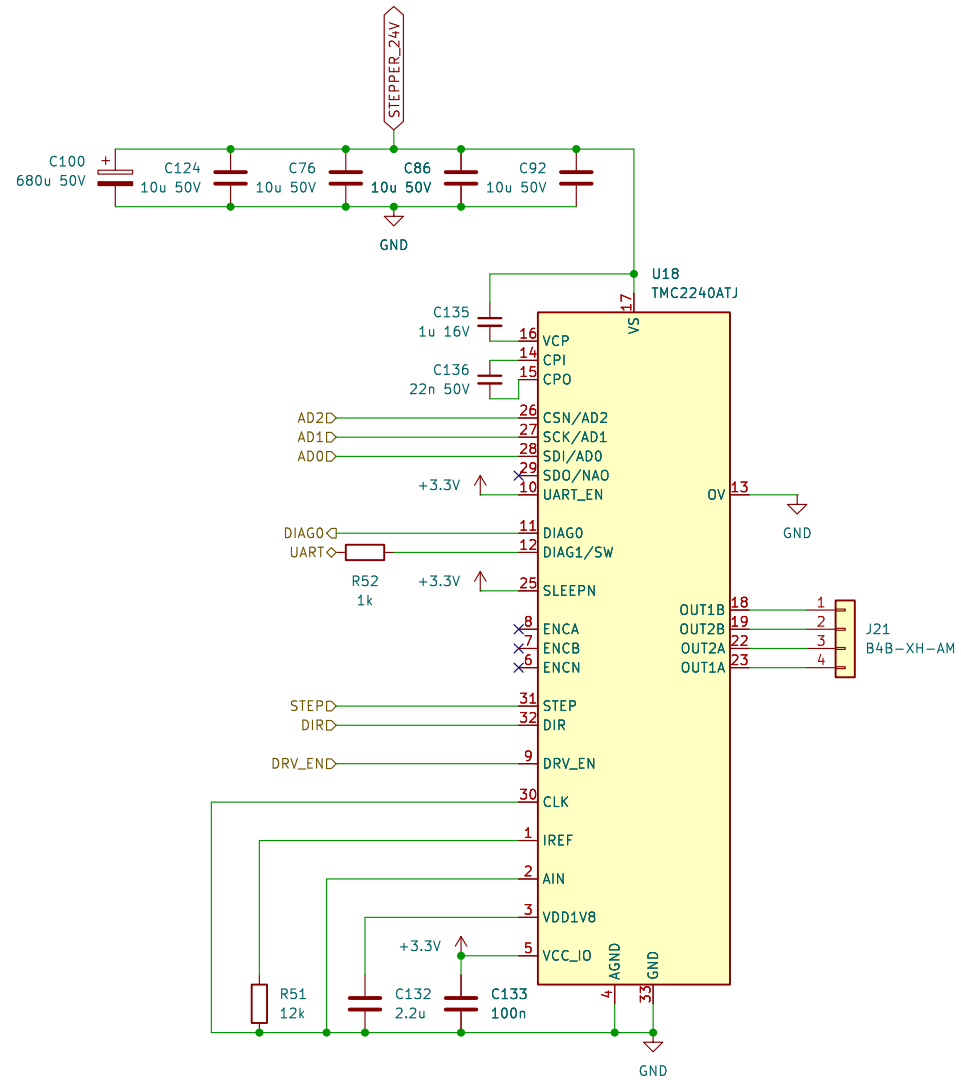 STEPPER_24V
C100
680u 50V
+
C124
10u 50V
C76
10u 50V
C86
10u 50V
C92
10u 50V
GND
U18
TMC2240ATJ
17
VS
C135
1u 16V
16 VCP
14 CPI
C136
22n 50V
15 CPO
AD2 26 CSN/AD2
AD1 27 SCK/AD1
AD0 28 SDI/AD0
29 SDO/NAO
+3.3V
10 UART_EN
OV 13
GND
DIAG0 11 DIAG0
UART 12 DIAG1/SW
R52
1k
+3.3V
25 SLEEPN
8 ENCA
7 ENCB
6 ENCN
OUT1B 18 1
OUT2B 19 2
OUT2A 22 3
OUT1A 23 4
J21
B4B-XH-AM
STEP 31 STEP
DIR 32 DIR
DRV_EN 9 DRV_EN
30 CLK
1 IREF
2 AIN
3 VDD1V8
+3.3V
5 VCC_IO
AGND
4
GND
33
R51
12k
C132
2.2u
C133
100n
GND